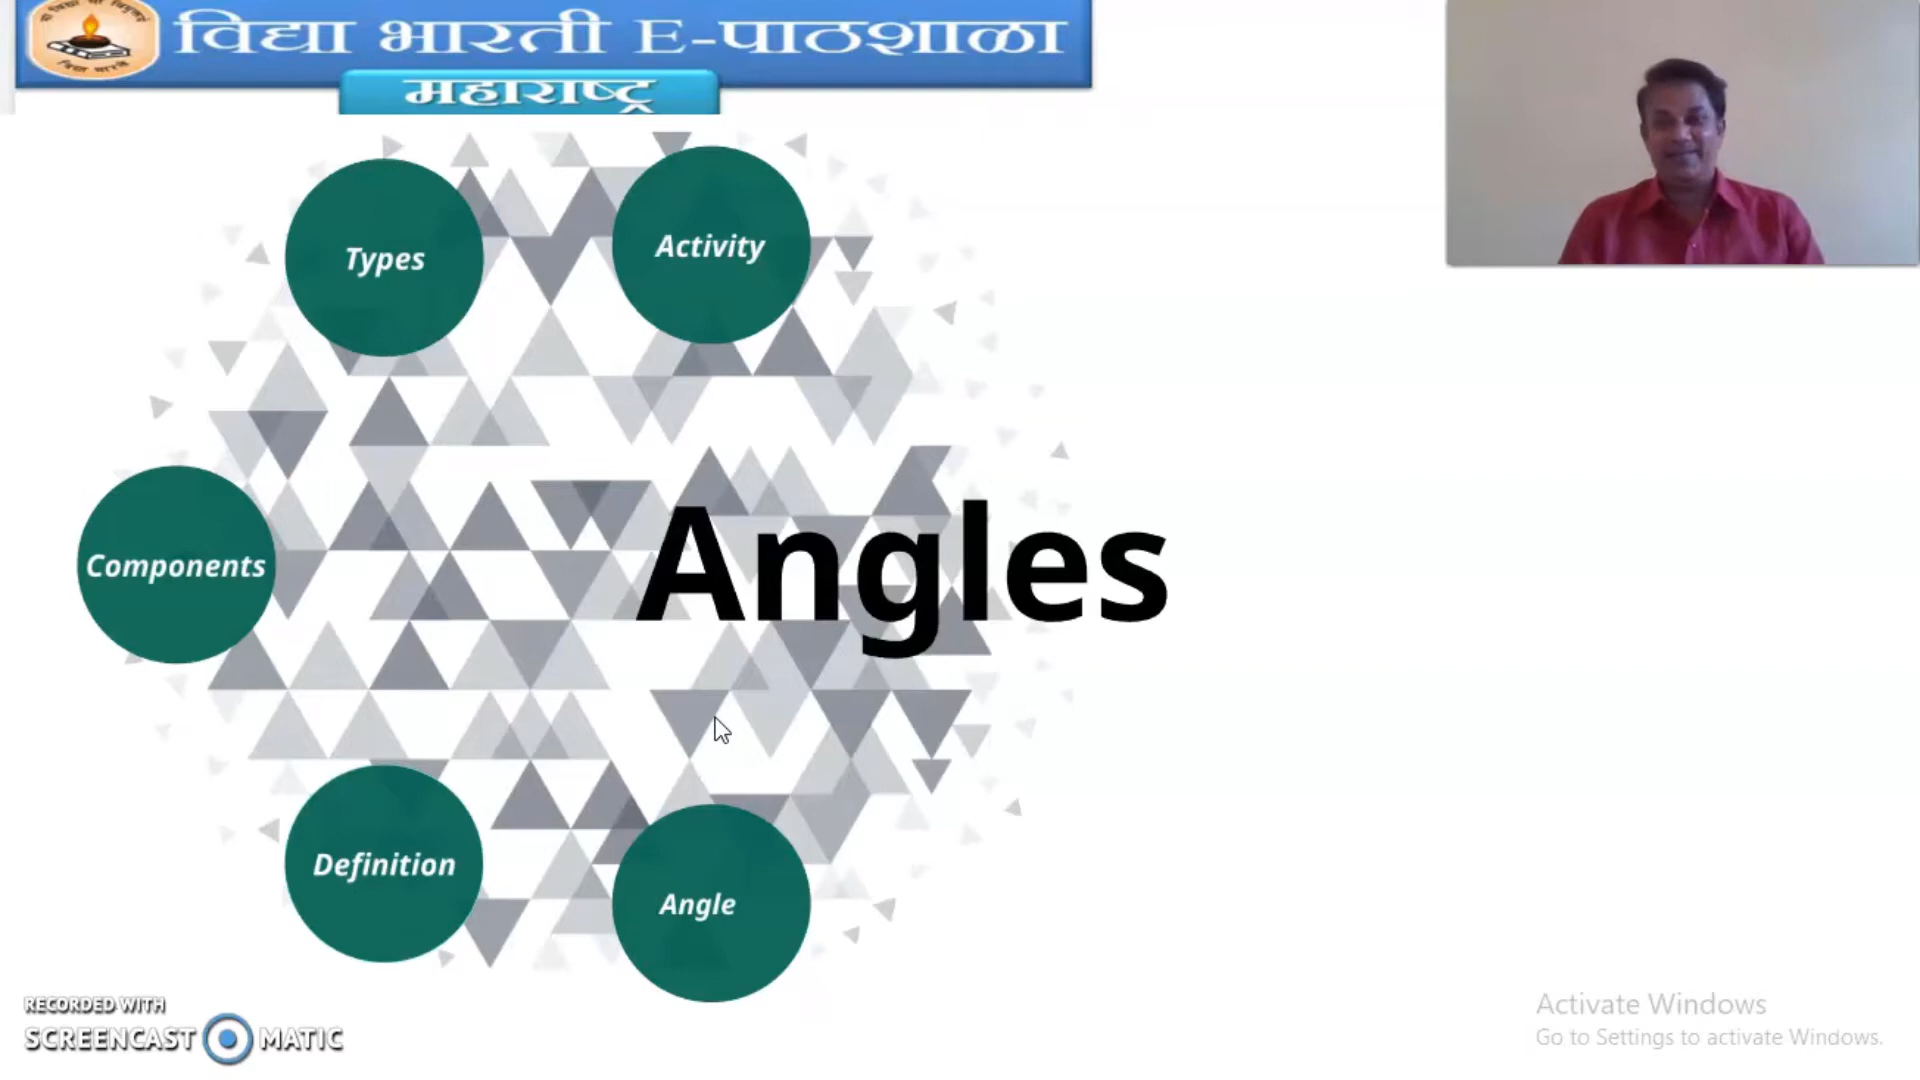 विद्या भारती E-पाठशाळा
महाराष्ट्र
Types
Activity
Components
Angles
Definition
Angle
RECORDED WITH
SCREENCAST MATIC
Activate Windows
Go to Settings to activate Windows.